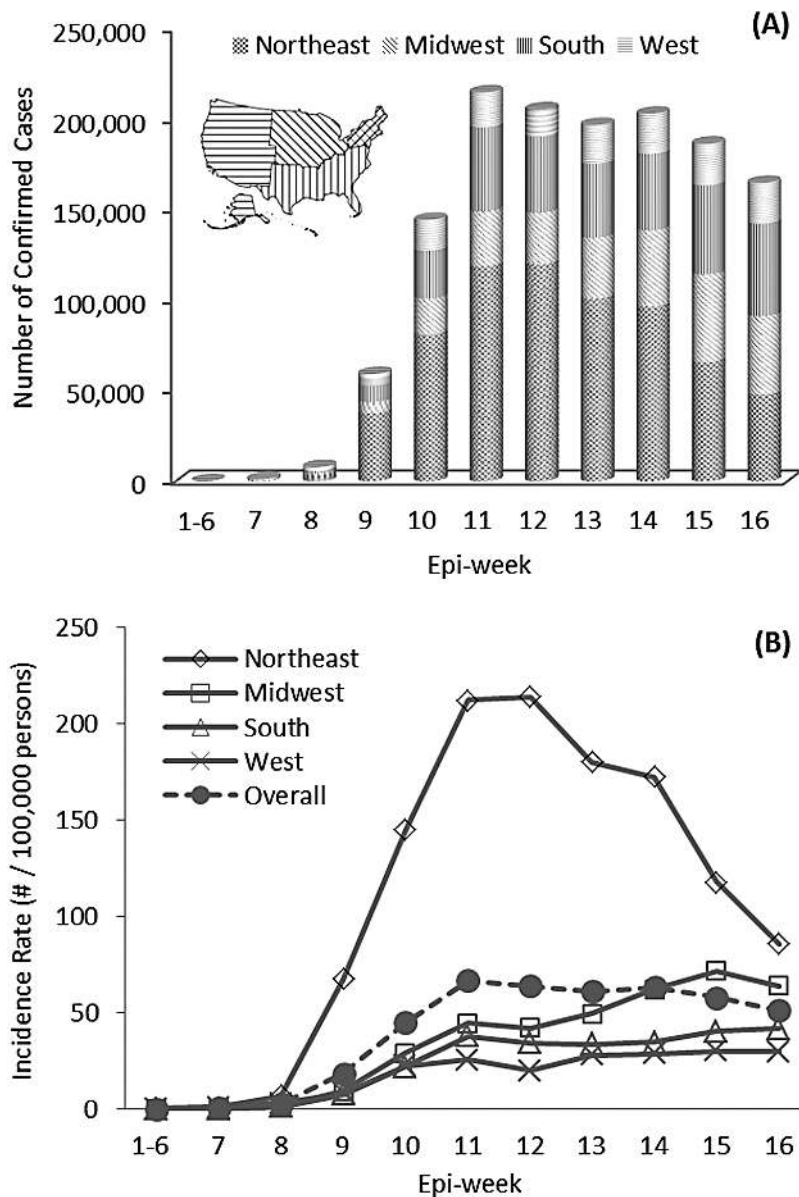 (A)
250,000
Northeast Midwest South West
200,000
150,000
100,000
50,000
0
Number of Confirmed Cases
1-6 7 8 9 10 11 12 13 14 15 16
Epi-week
(B)
250
200
150
100
50
0
Incidence Rate (# / 100,000 persons)
Northeast
Midwest
South
West
Overall
1-6 7 8 9 10 11 12 13 14 15 16
Epi-week